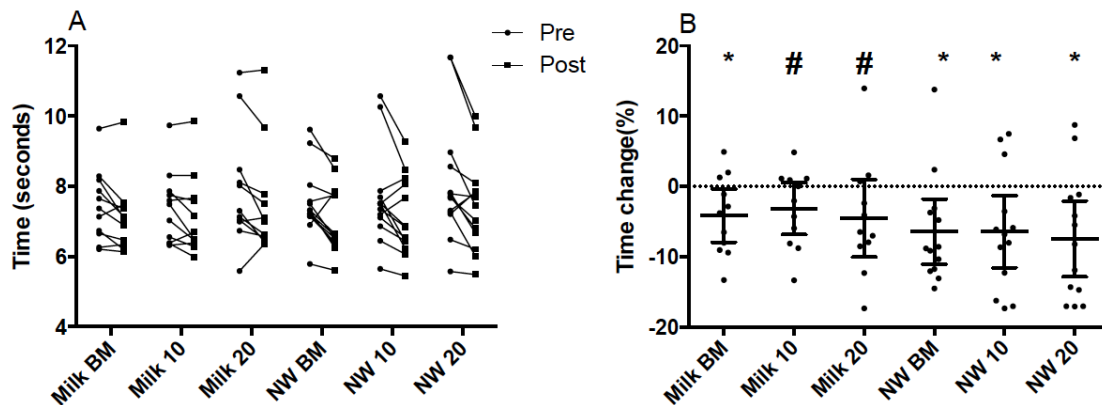 A
Pre
Post
Time (seconds)
12
10
8
6
4
Milk BM
Milk 10
Milk 20
NW BM
NW 10
NW 20
B
Time change(%)
20
0
-10
-20
* # # * * *
Milk BM
Milk 10
Milk 20
NW BM
NW 10
NW 20